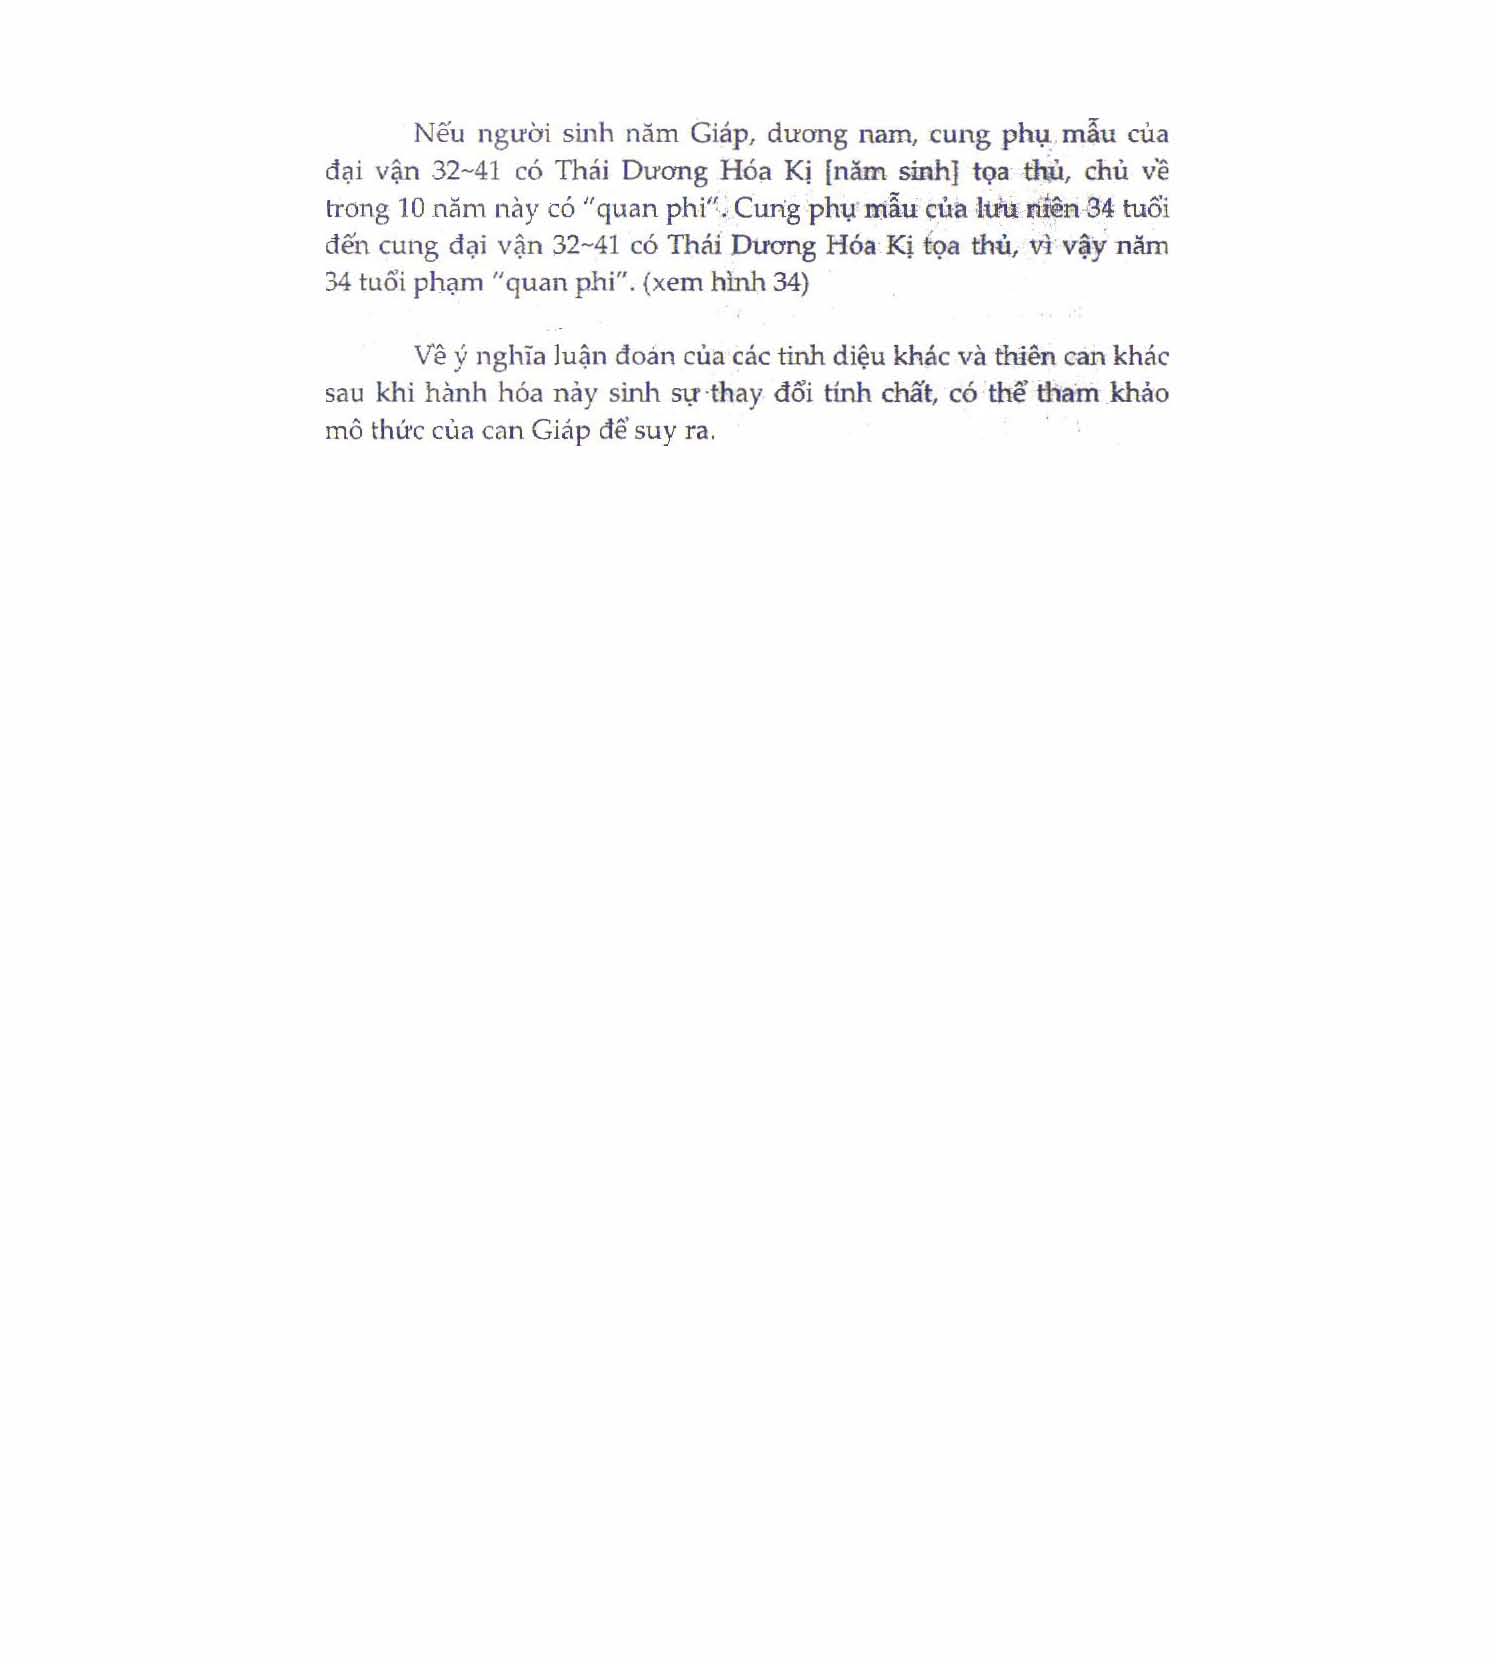 Nếu người sinh năm Giáp, dương nam, cung phụ mẫu của
đại vận 32~41 có Thái Dương Hóa Kị [năm sinh] tọa thủ, chủ về
trong 10 năm này có "quan phi". Cung phụ mẫu của lưu niên 34 tuổi
đến cung đại vận 32~41 có Thái Dương Hóa Kị tọa thủ, vì vậy năm
34 tuổi phạm "quan phi". (xem hình 34)
Về ý nghĩa luận đoán của các tinh diệu khác và thiên can khác
sau khi hành hóa nảy sinh sự thay đổi tính chất, có thể tham khảo
mô thức của can Giáp để suy ra.